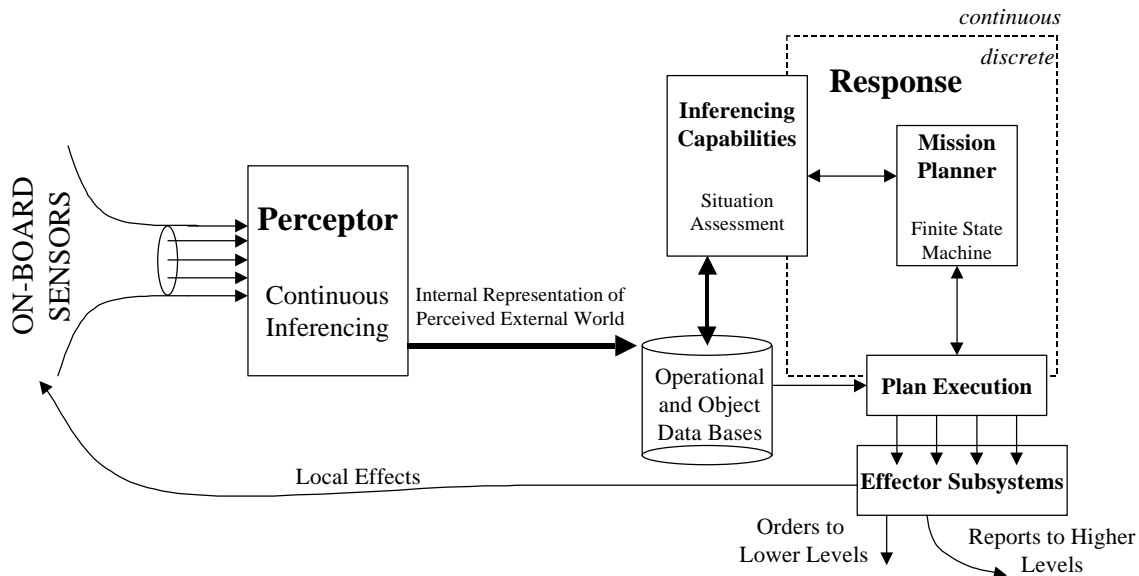 continuous
discrete
Response
Inferencing
Capabilities
Situation
Assessment
Mission
Planner
Finite State
Machine
ON-BOARD
SENSORS
Perceptor
Continuous
Inferencing
Internal Representation of
Perceived External World
Operational
and Object
Data Bases
Plan Execution
Effector Subsystems
Local Effects
Orders to
Lower Levels
Reports to Higher
Levels